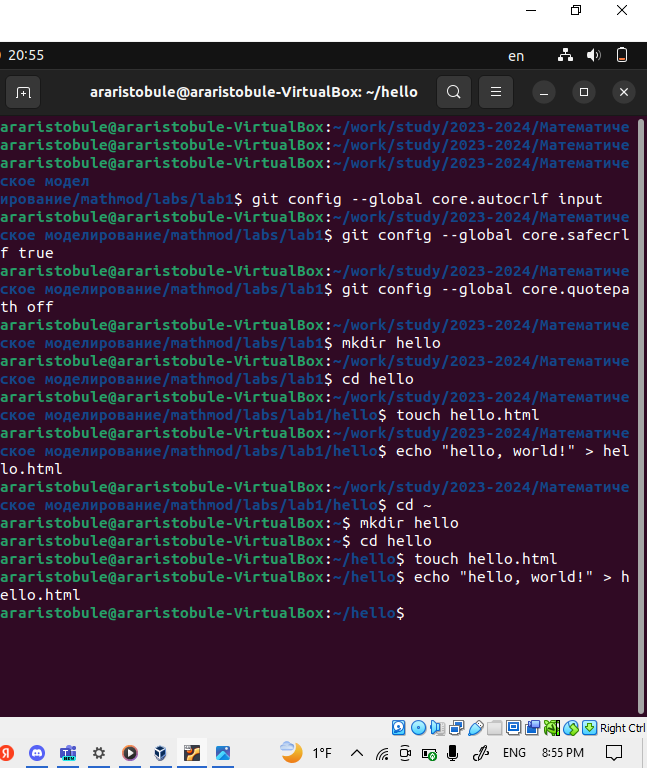 20:55
en
araristobule@araristobule-VirtualBox: ~/hello
araristobule@araristobule-VirtualBox:~/work/study/2023-2024/Математиче
araristobule@araristobule-VirtualBox:~/work/study/2023-2024/Математиче
araristobule@araristobule-VirtualBox:~/work/study/2023-2024/Математиче
ское модел
ирование/mathmod/labs/lab1$ git config --global core.autocrlf input
araristobule@araristobule-VirtualBox:~/work/study/2023-2024/Математиче
ское моделирование/mathmod/labs/lab1$ git config --global core.safecrl
f true
araristobule@araristobule-VirtualBox:~/work/study/2023-2024/Математиче
ское моделирование/mathmod/labs/lab1$ git config --global core.quotepa
th off
araristobule@araristobule-VirtualBox:~/work/study/2023-2024/Математиче
ское моделирование/mathmod/labs/lab1$ mkdir hello
araristobule@araristobule-VirtualBox:~/work/study/2023-2024/Математиче
ское моделирование/mathmod/labs/lab1$ cd hello
araristobule@araristobule-VirtualBox:~/work/study/2023-2024/Математиче
ское моделирование/mathmod/labs/lab1/hello$ touch hello.html
araristobule@araristobule-VirtualBox:~/work/study/2023-2024/Математиче
ское моделирование/mathmod/labs/lab1/hello$ echo "hello, world!" > hel
lo.html
araristobule@araristobule-VirtualBox:~/work/study/2023-2024/Математиче
ское моделирование/mathmod/labs/lab1/hello$ cd ~
araristobule@araristobule-VirtualBox:~$ mkdir hello
araristobule@araristobule-VirtualBox:~$ cd hello
araristobule@araristobule-VirtualBox:~/hello$ touch hello.html
araristobule@araristobule-VirtualBox:~/hello$ echo "hello, world!" > h
ello.html
araristobule@araristobule-VirtualBox:~/hello$
Right Ctrl
Я
NEW
1°F
ENG
8:55 PM